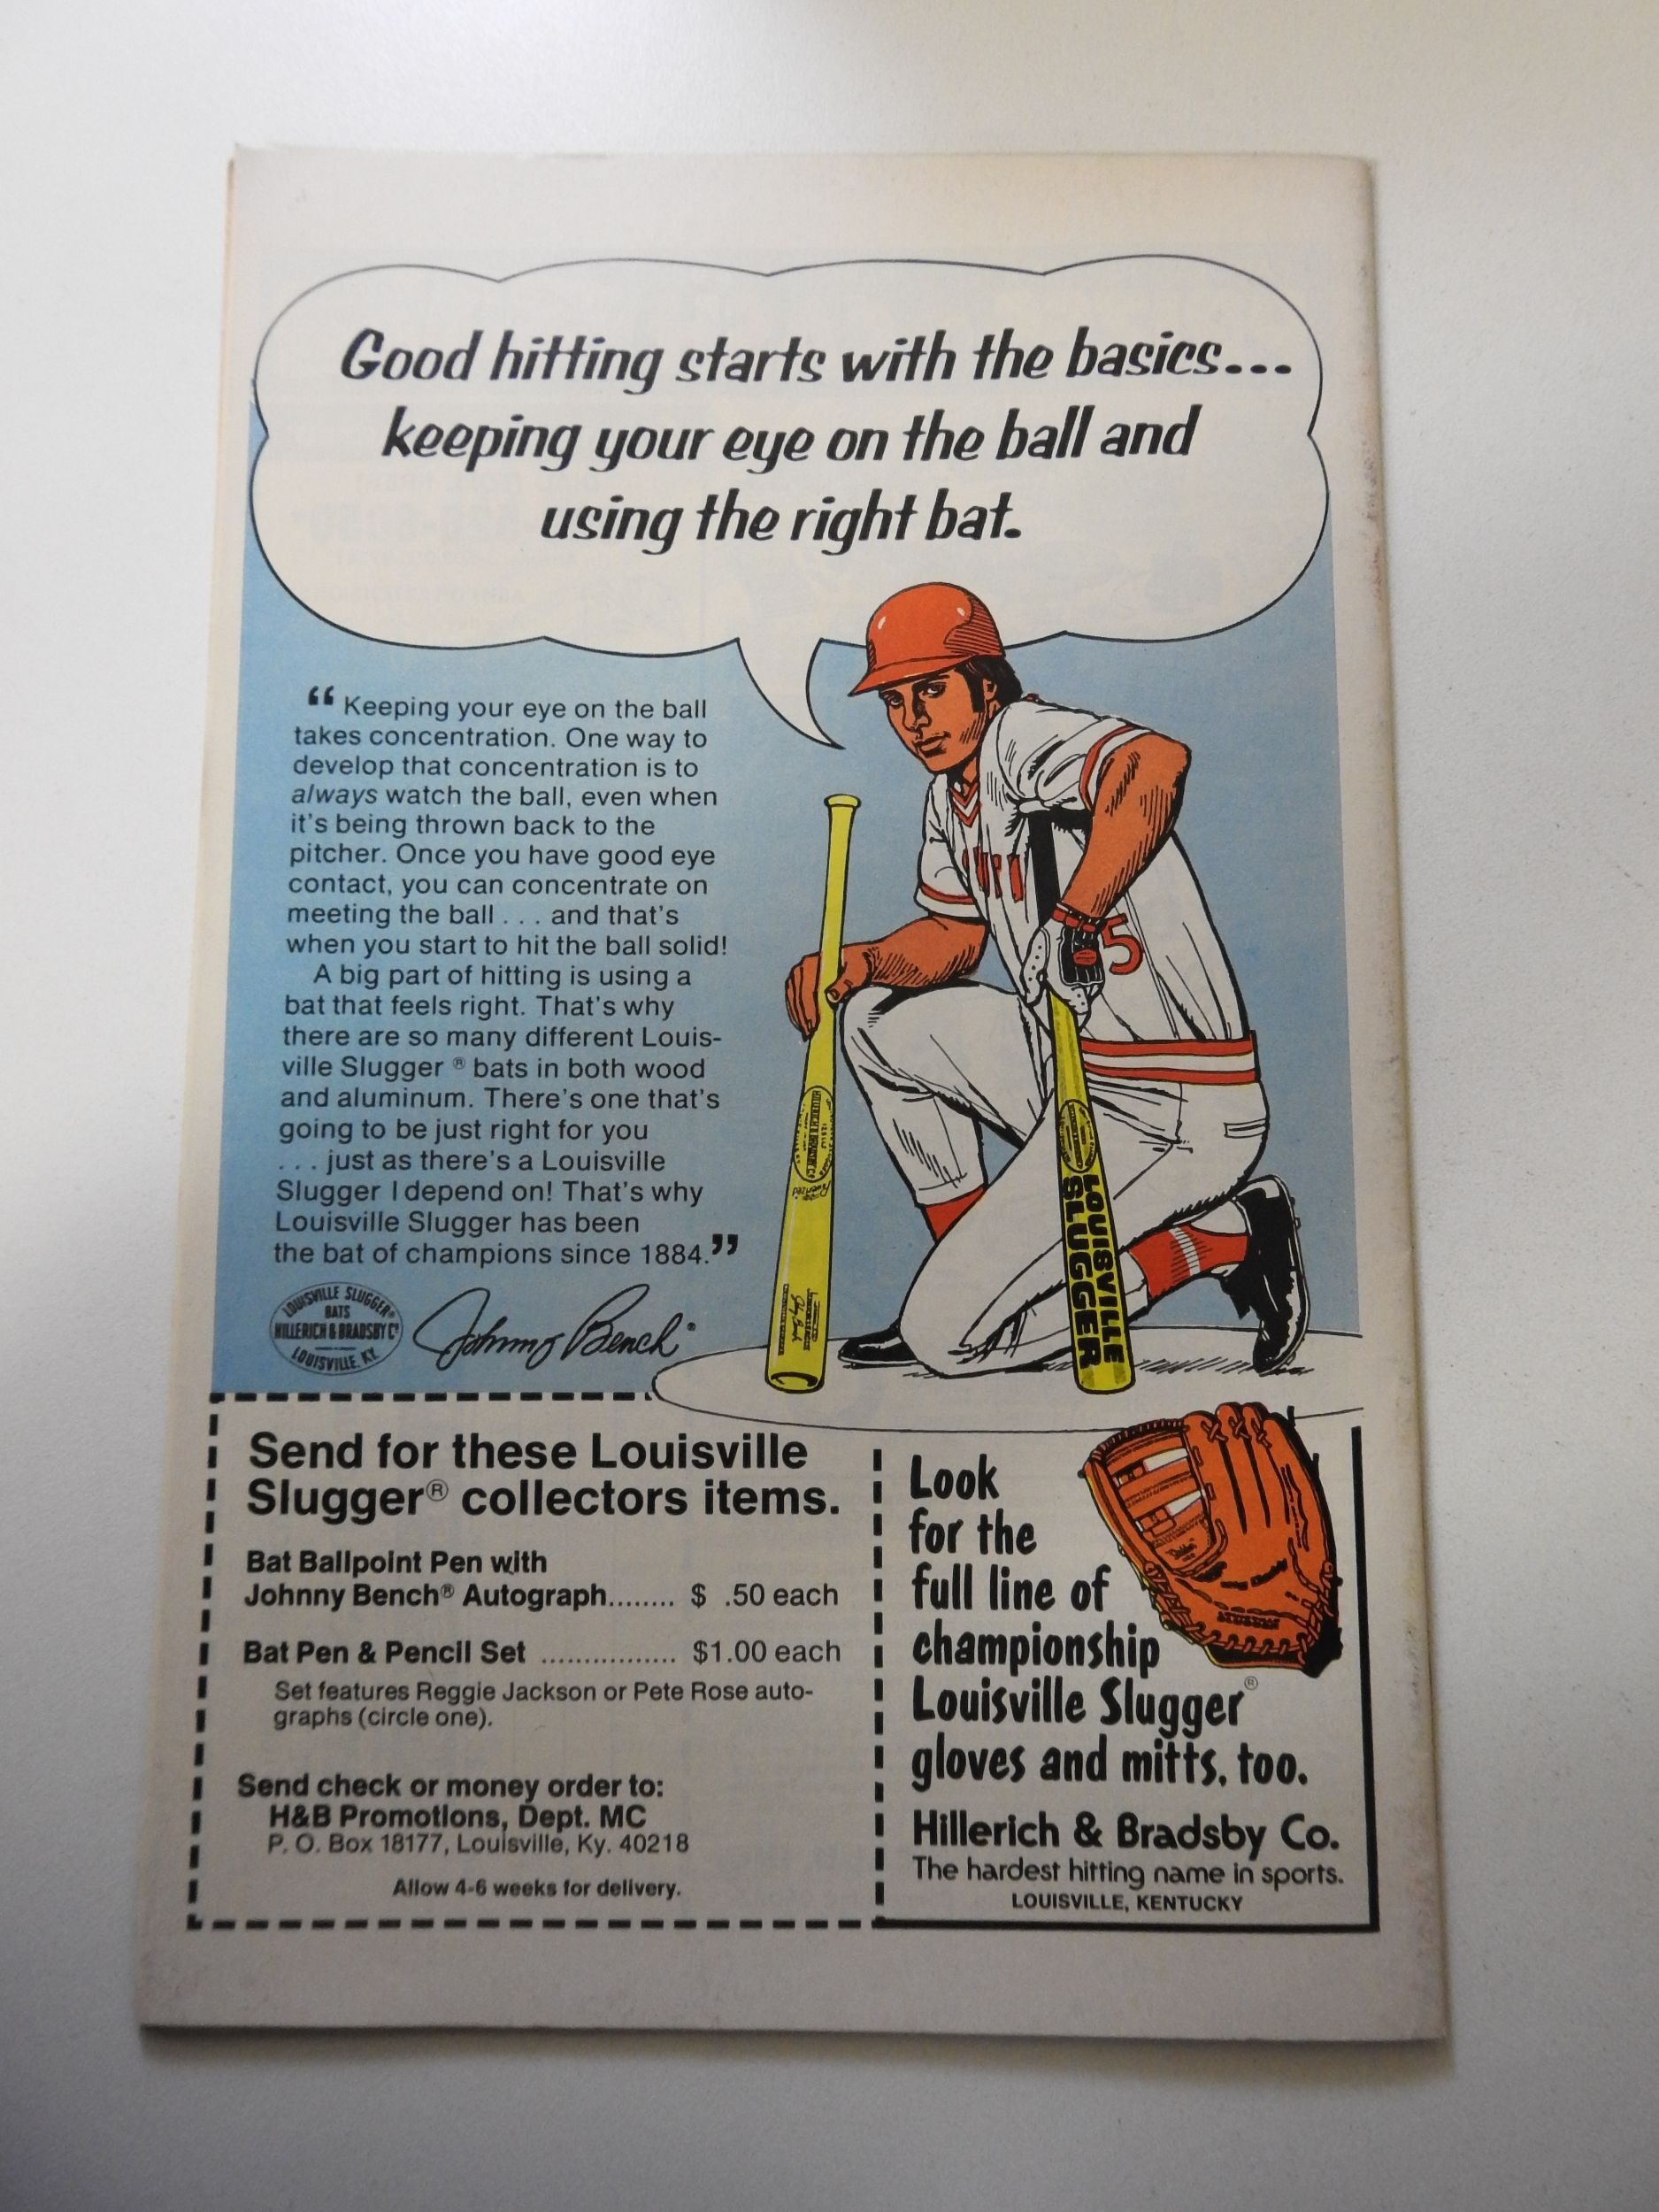 Good hitting starts with the basics...
keeping your eye on the ball and
using the right bat.
“Keeping your eye on the ball
takes concentration. One way to
develop that concentration is to
always watch the ball, even when
it's being thrown back to the
pitcher. Once you have good eye
contact, you can concentrate on
meeting the ball . . . and that's
when you start to hit the ball solid!
A big part of hitting is using a
bat that feels right. That's why
there are so many different Louis-
ville Slugger® bats in both wood
and aluminum. There's one that's
going to be just right for you
. . . just as there's a Louisville
Slugger I depend on! That's why
Louisville Slugger has been
the bat of champions since 1884.”
LOUISVILLE SLUGGER®
BATS
HILLERICH & BRADSBY Cº
LOUISVILLE, KY.
Johnny Bench®
5
LOUISVILLE
SLUGGER
Send for these Louisville
Slugger® collectors items.
Bat Ballpoint Pen with
Johnny Bench® Autograph........ $ .50 each
Bat Pen & Pencil Set ................ $1.00 each
Set features Reggie Jackson or Pete Rose auto-
graphs (circle one).
Send check or money order to:
H&B Promotions, Dept. MC
P. O. Box 18177, Louisville, Ky. 40218
Allow 4-6 weeks for delivery.
Look
for the
full line of
championship
Louisville Slugger®
gloves and mitts, too.
Hillerich & Bradsby Co.
The hardest hitting name in sports.
LOUISVILLE, KENTUCKY